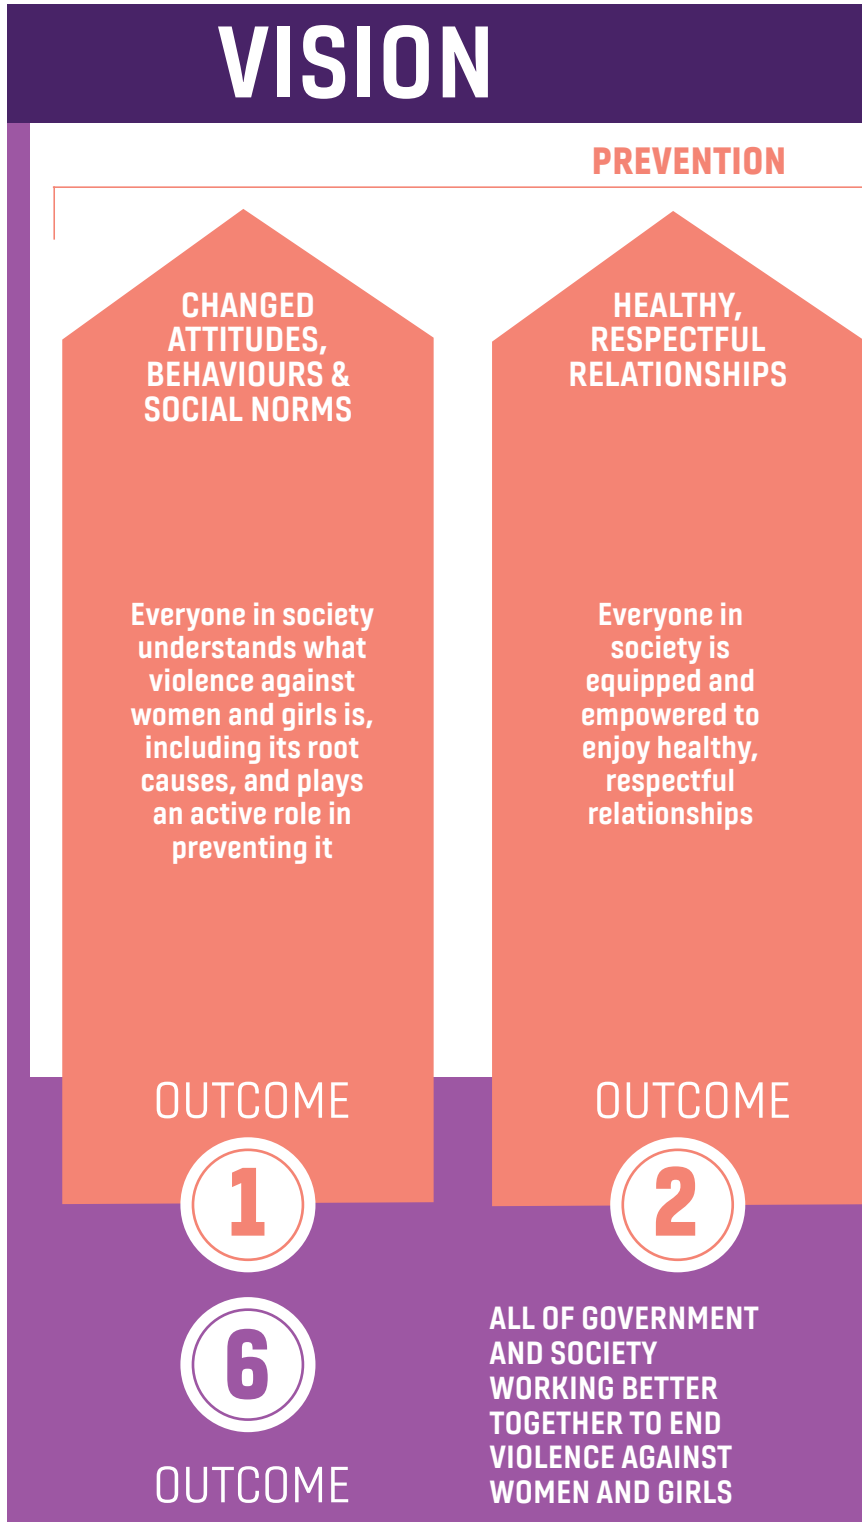 VISION
PREVENTION
CHANGED
ATTITUDES,
BEHAVIOURS &
SOCIAL NORMS
Everyone in society
understands what
violence against
women and girls is,
including its root
causes, and plays
an active role in
preventing it
OUTCOME
1
HEALTHY,
RESPECTFUL
RELATIONSHIPS
Everyone in
society is
equipped and
empowered to
enjoy healthy,
respectful
relationships
OUTCOME
2
6
OUTCOME
ALL OF GOVERNMENT
AND SOCIETY
WORKING BETTER
TOGETHER TO END
VIOLENCE AGAINST
WOMEN AND GIRLS